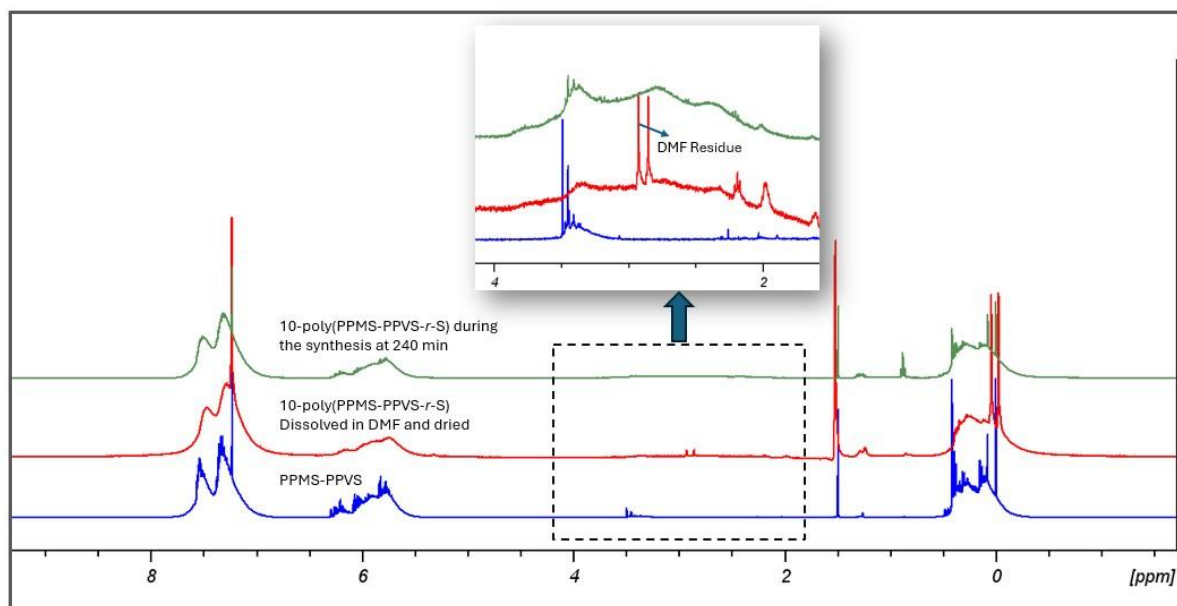 DMF Residue
4
2
10-poly(PPMS-PPVS-r-S) during
the synthesis at 240 min
10-poly(PPMS-PPVS-r-S)
Dissolved in DMF and dried
PPMS-PPVS
8
6
4
2
0
[ppm]